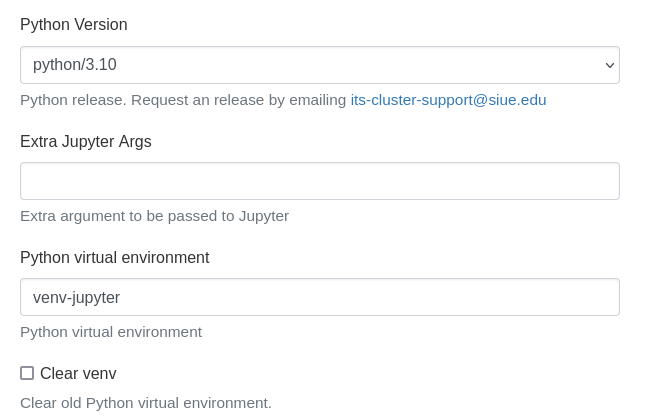 Python Version
python/3.10
Python release. Request an release by emailing its-cluster-support@siue.edu
Extra Jupyter Args
Extra argument to be passed to Jupyter
Python virtual environment
venv-jupyter
Python virtual environment
Clear venv
Clear old Python virtual environment.